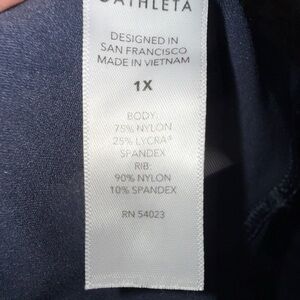 ATHLETA
DESIGNED IN
SAN FRANCISCO
MADE IN VIETNAM
1X
BODY:
75% NYLON
25% LYCRA®
SPANDEX
RIB:
90% NYLON
10% SPANDEX
RN 54023